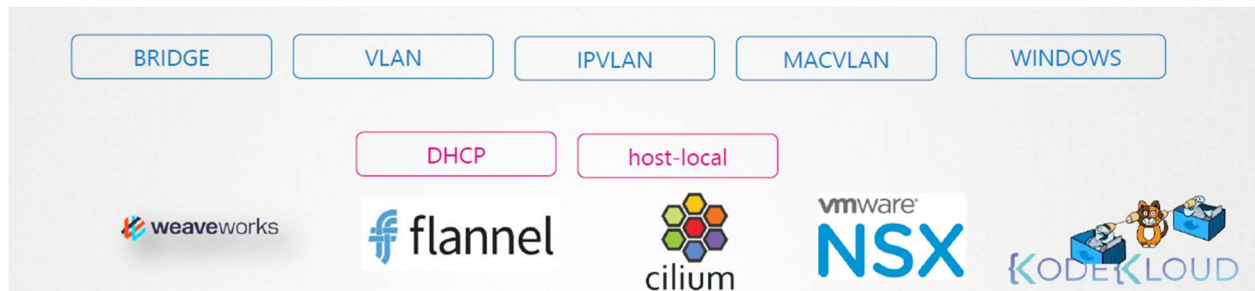 BRIDGE
VLAN
IPVLAN
MACVLAN
WINDOWS
DHCP
host-local
weaveworks
flannel
cilium
vmware®
NSX
KODEKLOUD